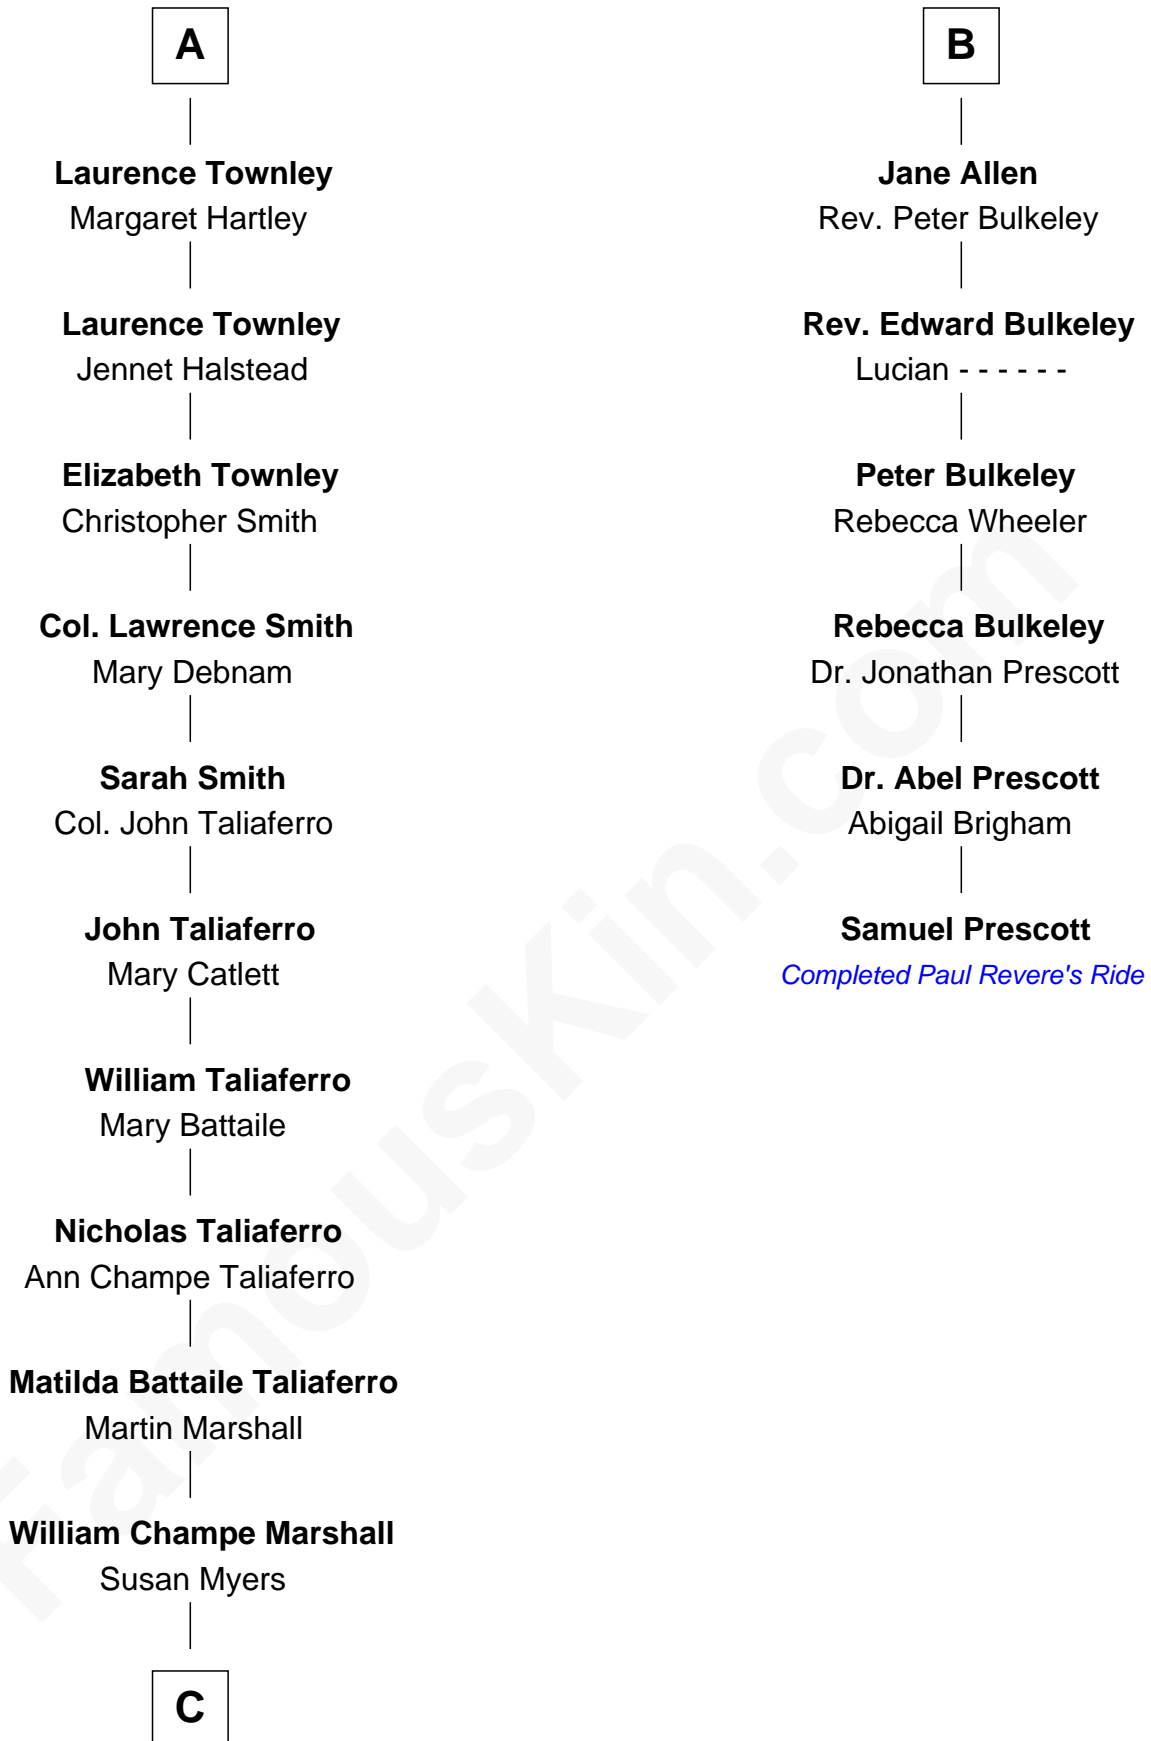 A
Laurence Townley
Margaret Hartley
Laurence Townley
Jennet Halstead
Elizabeth Townley
Christopher Smith
Col. Lawrence Smith
Mary Debnam
Sarah Smith
Col. John Taliaferro
John Taliaferro
Mary Catlett
William Taliaferro
Mary Battaile
Nicholas Taliaferro
Ann Champe Taliaferro
Matilda Battaile Taliaferro
Martin Marshall
William Champe Marshall
Susan Myers
C
B
Jane Allen
Rev. Peter Bulkeley
Rev. Edward Bulkeley
Lucian - - - - - -
Peter Bulkeley
Rebecca Wheeler
Rebecca Bulkeley
Dr. Jonathan Prescott
Dr. Abel Prescott
Abigail Brigham
Samuel Prescott
Completed Paul Revere's Ride
FamousKin.com